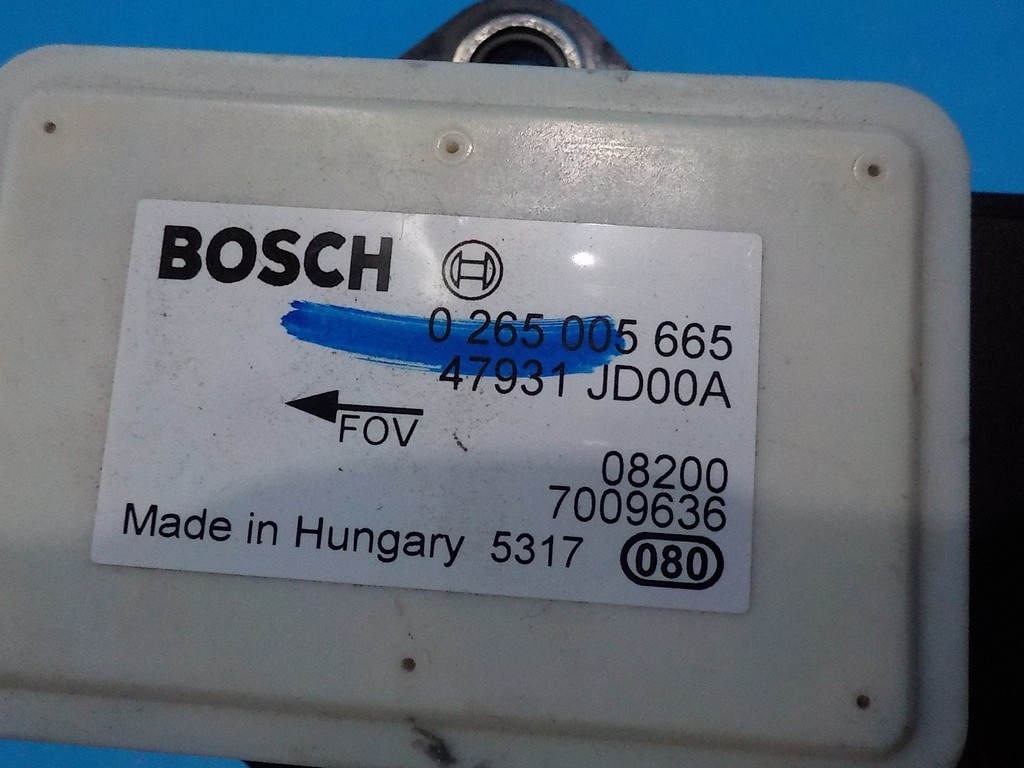 BOSCH
0 265 005 665
47931 JD00A
FOV
08200
7009636
Made in Hungary 5317 080